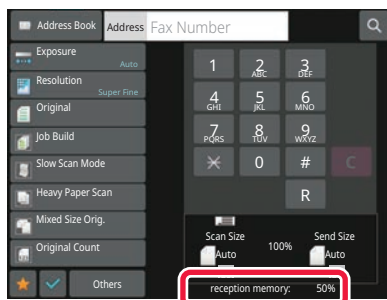 Address Book
Address
Fax Number
Exposure
Auto
Resolution
Super Fine
Original
Job Build
Slow Scan Mode
Heavy Paper Scan
Mixed Size Orig.
Original Count
Others
1
2 ABC
3 DEF
4 GHI
5 JKL
6 MNO
7 PQRS
8 TUV
9 WXYZ
0
#
C
R
Scan Size
Auto
100%
Send Size
Auto
reception memory: 50%